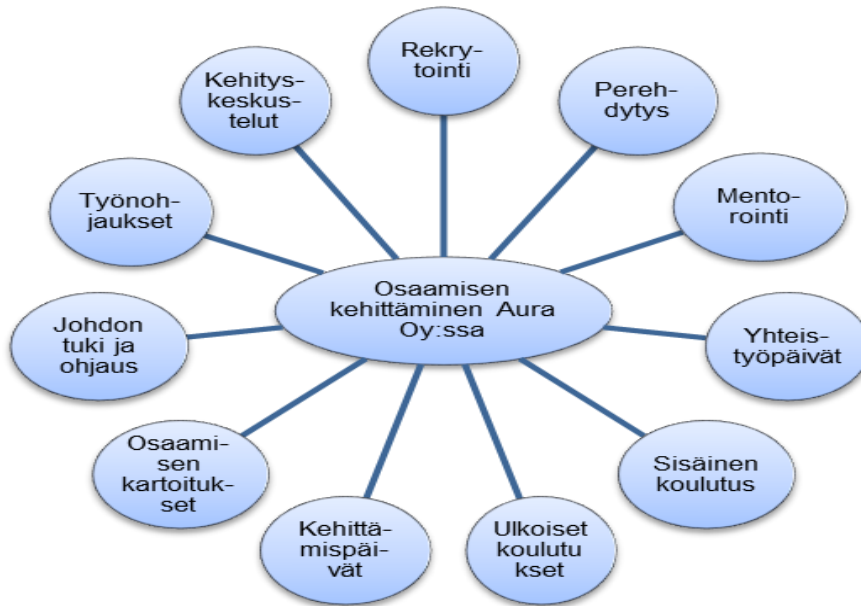 Rekry-
tointi
Pereh-
dytys
Mento-
rointi
Yhteis-
työpäivät
Sisäinen
koulutus
Ulkoiset
koulutu
kset
Kehittä-
mispäi-
vät
Osaami-
sen
kartoituk-
set
Johdon
tuki ja
ohjaus
Työnoh-
jaukset
Kehitys-
keskus-
telut
Osaamisen
kehittäminen Aura
Oy:ssa